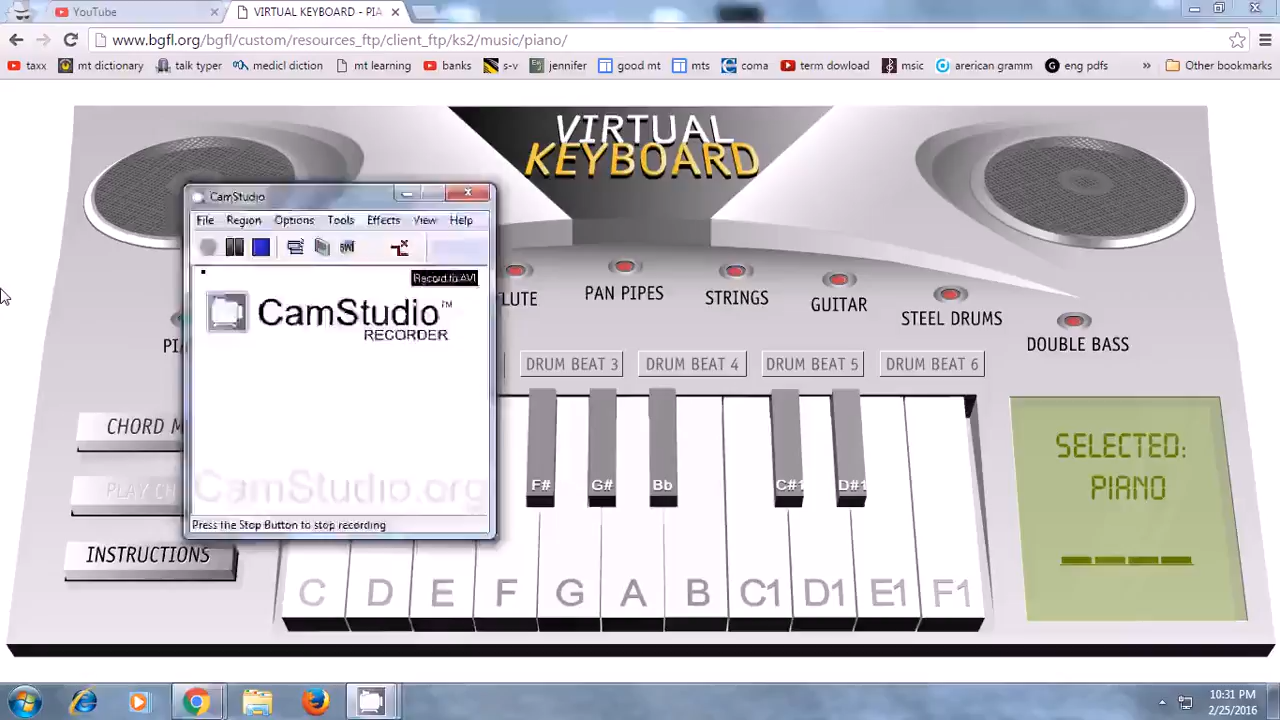 YouTube
VIRTUAL KEYBOARD - PIA
www.bgfl.org/bgfl/custom/resources_ftp/client_ftp/ks2/music/piano/
taxx mt dictionary talk typer medicl diction mt learning banks s-v jennifer good mt mts coma term dowload msic arerican gramm eng pdfs » Other bookmarks
VIRTUAL
KEYBOARD
CamStudio
File Region Options Tools Effects View Help
Record to AVI
CamStudio™
RECORDER
CamStudio.org
Press the Stop Button to stop recording
LUTE PAN PIPES STRINGS GUITAR STEEL DRUMS DOUBLE BASS
PI
DRUM BEAT 3 DRUM BEAT 4 DRUM BEAT 5 DRUM BEAT 6
CHORD M
PLAY CH
INSTRUCTIONS
F# G# Bb C#1 D#1
C D E F G A B C1 D1 E1 F1
SELECTED:
PIANO
10:31 PM
2/25/2016